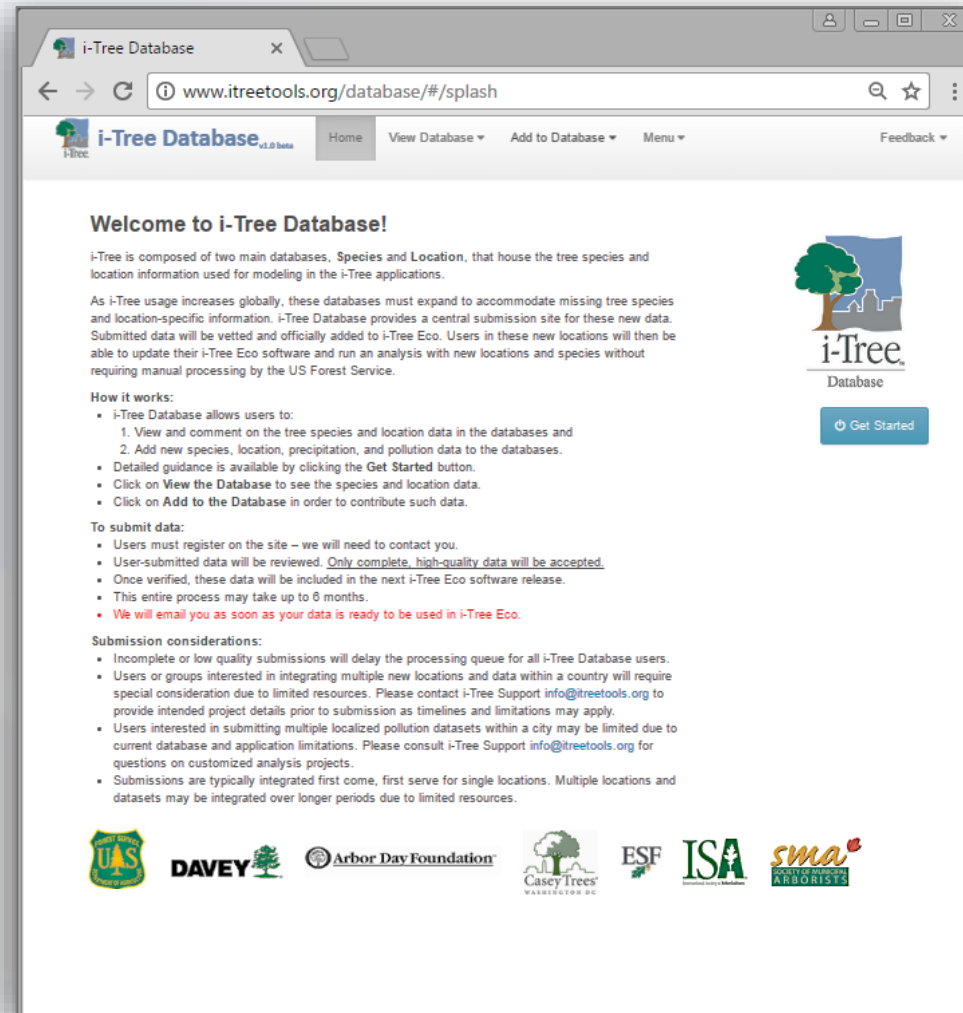 i-Tree Database
www.itreetools.org/database/#/splash
i-Tree
i-Tree Database v1.0 beta
Home
View Database
Add to Database
Menu
Feedback
Welcome to i-Tree Database!
i-Tree is composed of two main databases, Species and Location, that house the tree species and
location information used for modeling in the i-Tree applications.
As i-Tree usage increases globally, these databases must expand to accommodate missing tree species
and location-specific information. i-Tree Database provides a central submission site for these new data.
Submitted data will be vetted and officially added to i-Tree Eco. Users in these new locations will then be
able to update their i-Tree Eco software and run an analysis with new locations and species without
requiring manual processing by the US Forest Service.
How it works:
i-Tree Database allows users to:
1. View and comment on the tree species and location data in the databases and
2. Add new species, location, precipitation, and pollution data to the databases.
Detailed guidance is available by clicking the Get Started button.
Click on View the Database to see the species and location data.
Click on Add to the Database in order to contribute such data.
To submit data:
Users must register on the site – we will need to contact you.
User-submitted data will be reviewed. Only complete, high-quality data will be accepted.
Once verified, these data will be included in the next i-Tree Eco software release.
This entire process may take up to 6 months.
We will email you as soon as your data is ready to be used in i-Tree Eco.
Submission considerations:
Incomplete or low quality submissions will delay the processing queue for all i-Tree Database users.
Users or groups interested in integrating multiple new locations and data within a country will require
special consideration due to limited resources. Please contact i-Tree Support info@itreetools.org to
provide intended project details prior to submission as timelines and limitations may apply.
Users interested in submitting multiple localized pollution datasets within a city may be limited due to
current database and application limitations. Please consult i-Tree Support info@itreetools.org for
questions on customized analysis projects.
Submissions are typically integrated first come, first serve for single locations. Multiple locations and
datasets may be integrated over longer periods due to limited resources.
i-Tree™
Database
Get Started
FOREST SERVICE
UAS
DEPARTMENT OF AGRICULTURE
DAVEY
Arbor Day Foundation
Casey Trees
WASHINGTON DC
ESF
ISA
International Society of Arboriculture
sma
SOCIETY OF MUNICIPAL
ARBORISTS